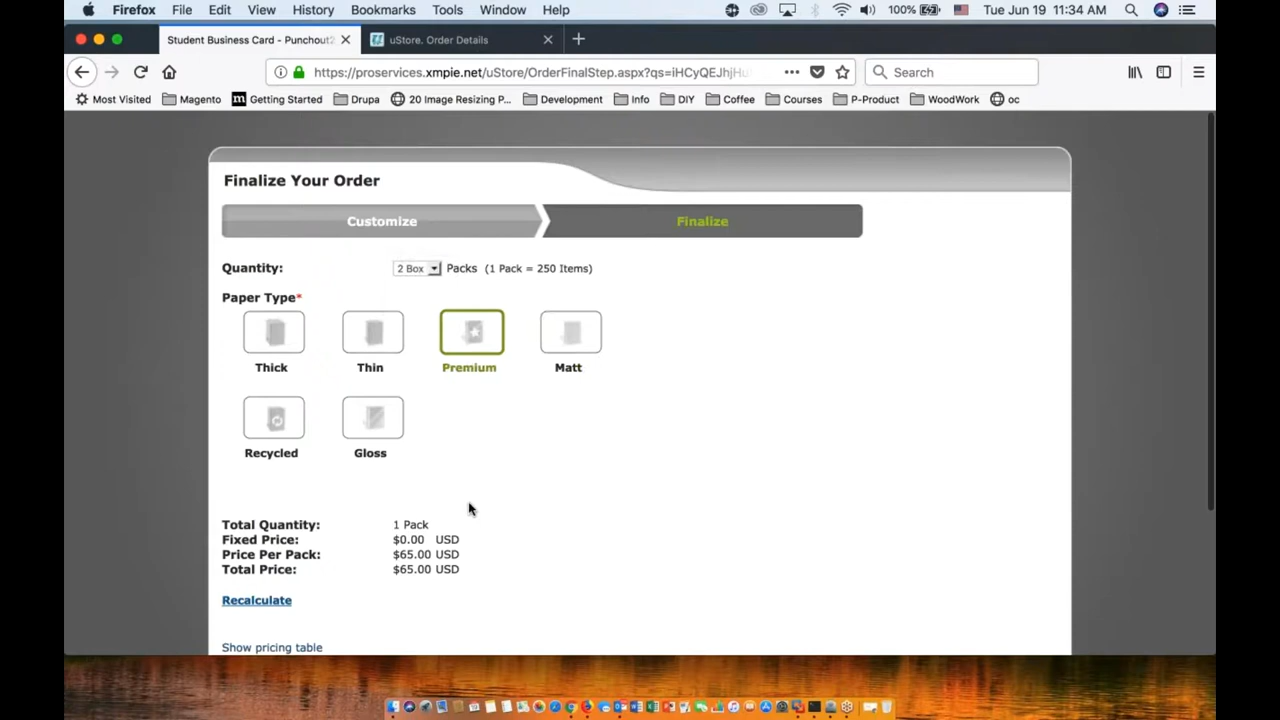 Firefox File Edit View History Bookmarks Tools Window Help 100% Tue Jun 19 11:34 AM
Student Business Card - Punchout2 uStore. Order Details
https://proservices.xmpie.net/uStore/OrderFinalStep.aspx?qs=iHCyQEJhjHu Search
Most Visited Magento Getting Started Drupa 20 Image Resizing P... Development Info DIY Coffee Courses P-Product WoodWork oc
Finalize Your Order
Customize Finalize
Quantity: 2 Box Packs (1 Pack = 250 Items)
Paper Type*
Thick Thin Premium Matt
Recycled Gloss
Total Quantity: 1 Pack
Fixed Price: $0.00 USD
Price Per Pack: $65.00 USD
Total Price: $65.00 USD
Recalculate
Show pricing table